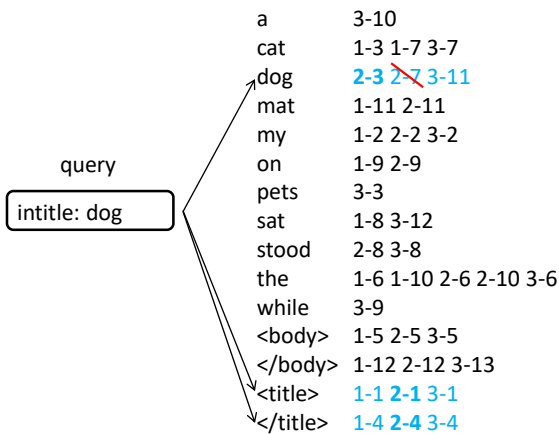 a 3-10
cat 1-3 1-7 3-7
dog 2-3 2-7 3-11
mat 1-11 2-11
my 1-2 2-2 3-2
on 1-9 2-9
query
pets 3-3
intitle: dog
sat 1-8 3-12
stood 2-8 3-8
the 1-6 1-10 2-6 2-10 3-6
while 3-9
<body> 1-5 2-5 3-5
</body> 1-12 2-12 3-13
<title> 1-1 2-1 3-1
</title> 1-4 2-4 3-4